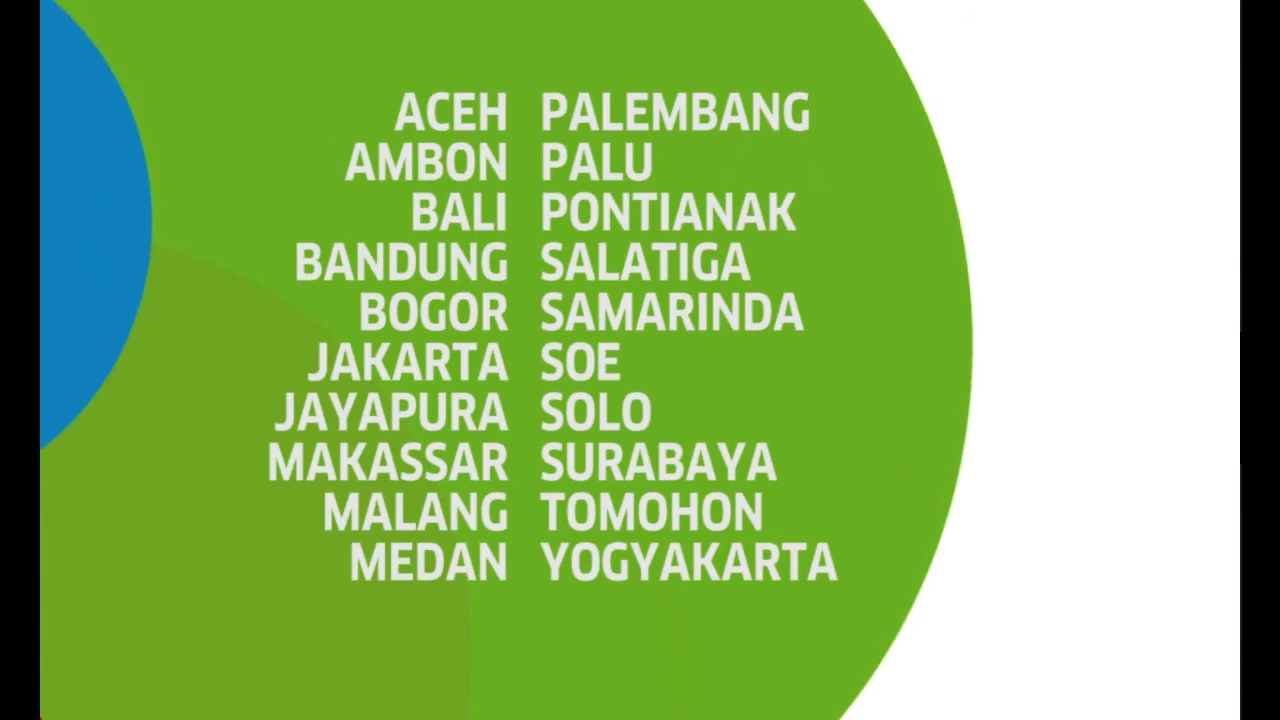 ACEH PALEMBANG
AMBON PALU
BALI PONTIANAK
BANDUNG SALATIGA
BOGOR SAMARINDA
JAKARTA SOE
JAYAPURA SOLO
MAKASSAR SURABAYA
MALANG TOMOHON
MEDAN YOGYAKARTA